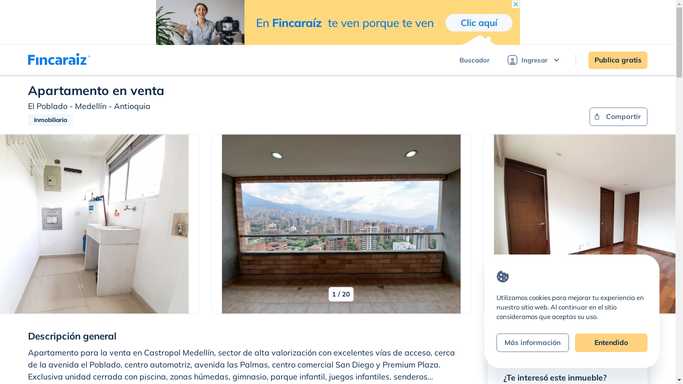 En Fincaraíz te ven porque te ven
Clic aquí
Fincaraíz
Buscador
Ingresar
Publica gratis
Apartamento en venta
El Poblado - Medellín - Antioquia
Inmobiliaria
Compartir
1 / 20
Utilizamos cookies para mejorar tu experiencia en
nuestro sitio web. Al continuar en el sitio
consideramos que aceptas su uso.
Más información
Entendido
Descripción general
Apartamento para la venta en Castropol Medellín, sector de alta valorización con excelentes vías de acceso, cerca
de la avenida el Poblado, centro automotriz, avenida las Palmas, centro comercial San Diego y Premium Plaza.
Exclusiva unidad cerrada con piscina, zonas húmedas, gimnasio, parque infantil, juegos infantiles, senderos...
¿Te interesó este inmueble?